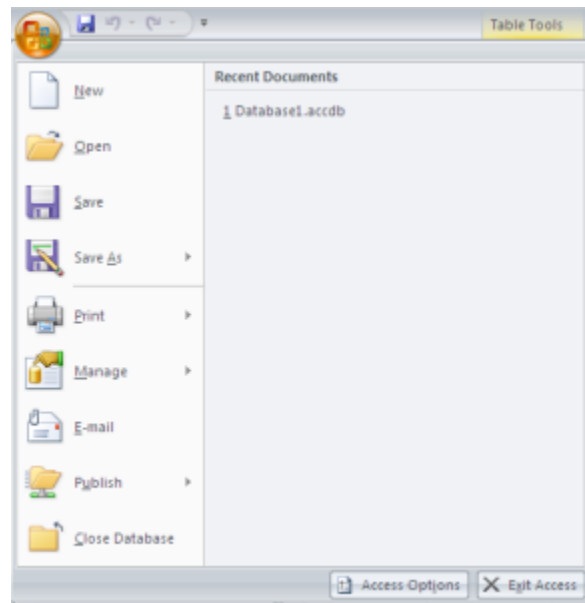 Table Tools
Recent Documents
1 Database1.accdb
New
Open
Save
Save As
Print
Manage
E-mail
Publish
Close Database
Access Options
Exit Access